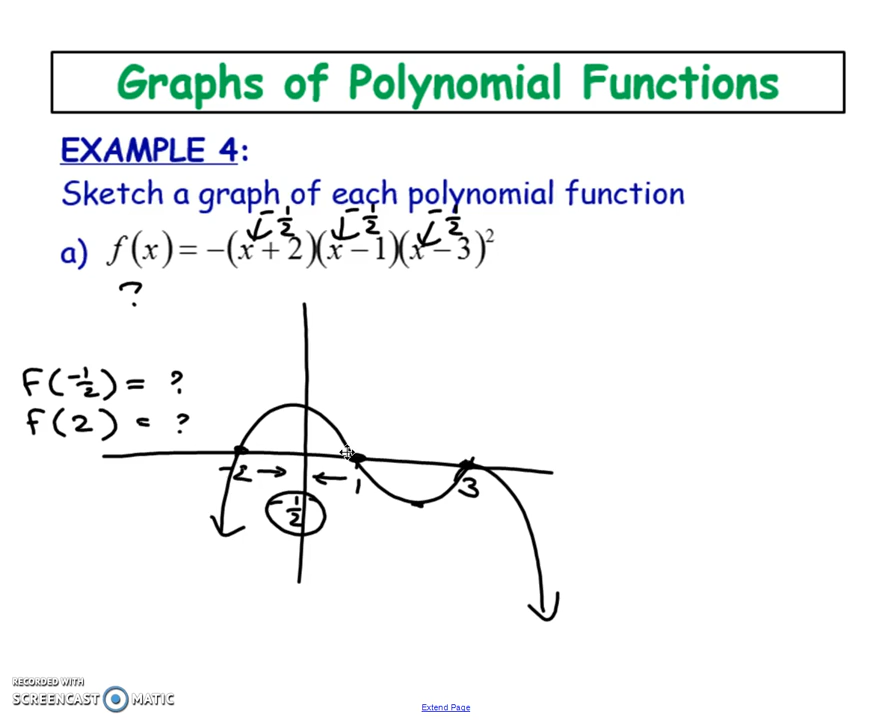 Graphs of Polynomial Functions
EXAMPLE 4:
Sketch a graph of each polynomial function
-½ -½ -½
a) f(x) = −(x + 2)(x − 1)(x − 3)²
?
F(-½) = ?
f(2) = ?
-2 → ← 1 3
-½
RECORDED WITH
SCREENCAST MATIC
Extend Page